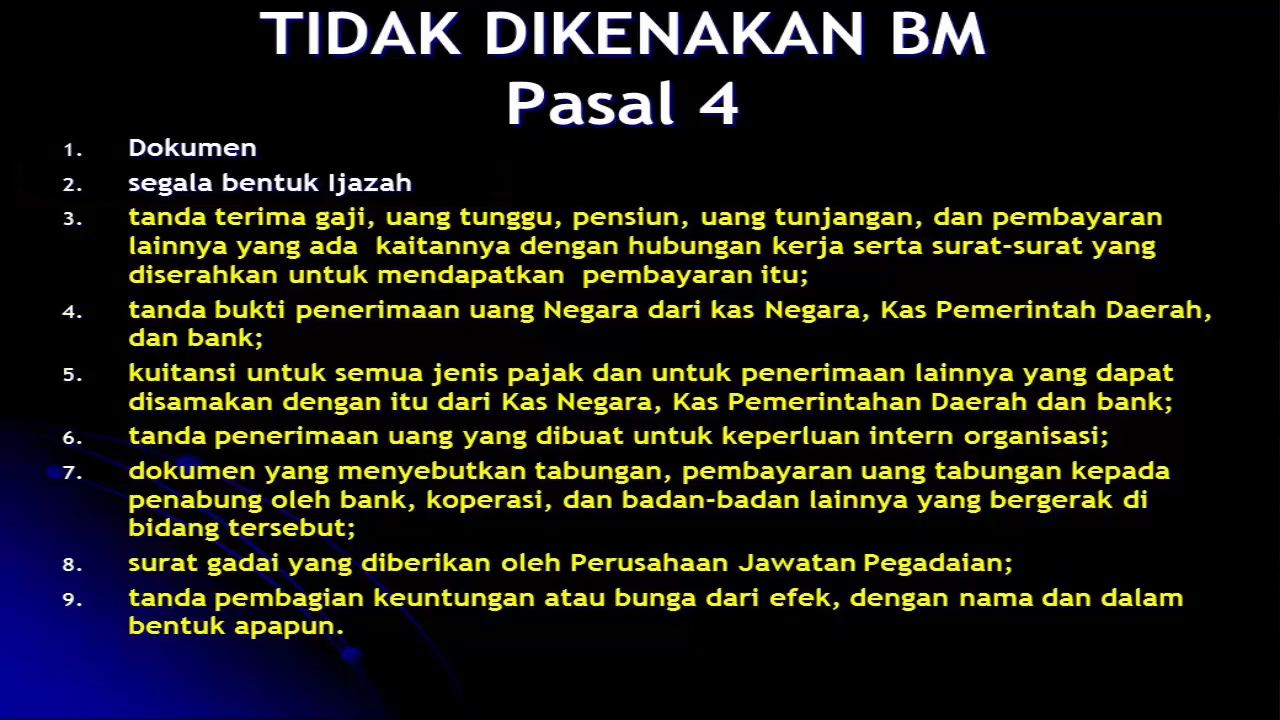 TIDAK DIKENAKAN BM
Pasal 4
1. Dokumen
2. segala bentuk Ijazah
3. tanda terima gaji, uang tunggu, pensiun, uang tunjangan, dan pembayaran
lainnya yang ada kaitannya dengan hubungan kerja serta surat-surat yang
diserahkan untuk mendapatkan pembayaran itu;
4. tanda bukti penerimaan uang Negara dari kas Negara, Kas Pemerintah Daerah,
dan bank;
5. kuitansi untuk semua jenis pajak dan untuk penerimaan lainnya yang dapat
disamakan dengan itu dari Kas Negara, Kas Pemerintahan Daerah dan bank;
6. tanda penerimaan uang yang dibuat untuk keperluan intern organisasi;
7. dokumen yang menyebutkan tabungan, pembayaran uang tabungan kepada
penabung oleh bank, koperasi, dan badan-badan lainnya yang bergerak di
bidang tersebut;
8. surat gadai yang diberikan oleh Perusahaan Jawatan Pegadaian;
9. tanda pembagian keuntungan atau bunga dari efek, dengan nama dan dalam
bentuk apapun.